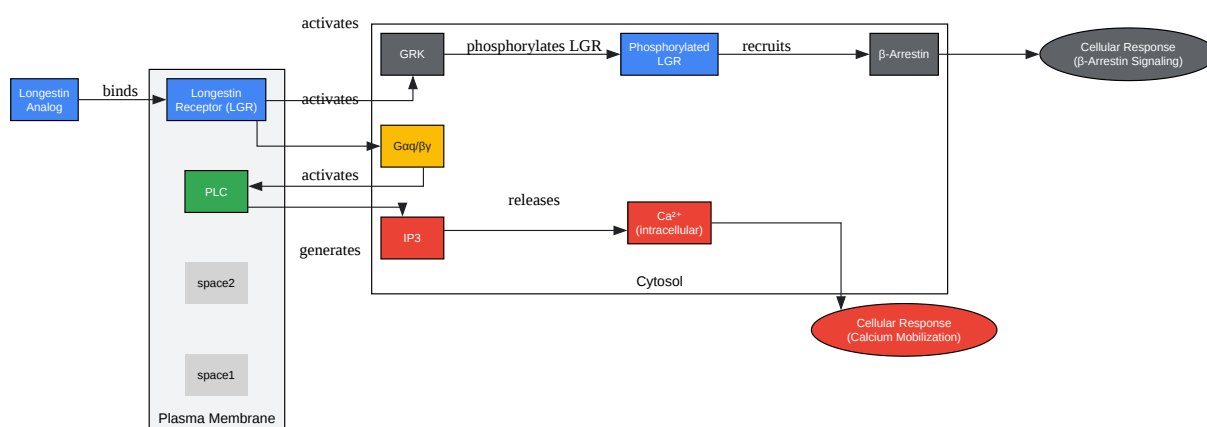 activates
GRK
phosphorylates LGR
Phosphorylated
LGR
recruits
β-Arrestin
Cellular Response
(β-Arrestin Signaling)
Longestin
Analog
binds
Longestin
Receptor (LGR)
activates
Gαq/βγ
activates
PLC
releases
generates
IP3
Ca²⁺
(intracellular)
Cytosol
space2
Cellular Response
(Calcium Mobilization)
space1
Plasma Membrane